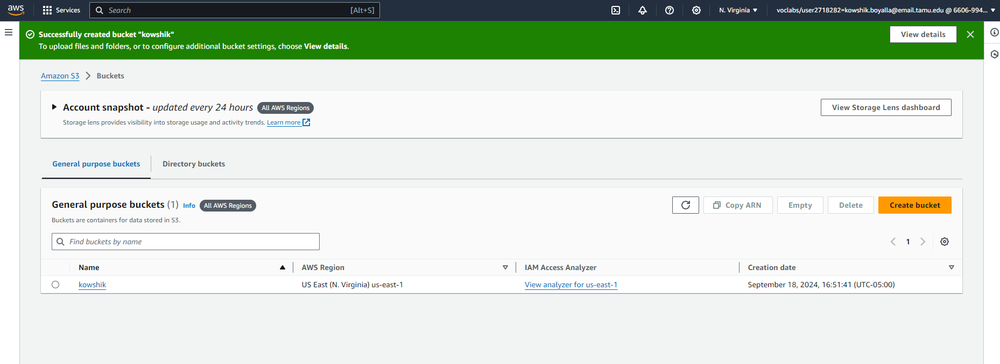 aws Services Search [Alt+S] N. Virginia voclabs/user2718282=kowshik.boyalla@email.tamu.edu @ 6606-994...
Successfully created bucket "kowshik"
To upload files and folders, or to configure additional bucket settings, choose View details.
View details
Amazon S3 Buckets
Account snapshot - updated every 24 hours All AWS Regions
Storage lens provides visibility into storage usage and activity trends. Learn more
View Storage Lens dashboard
General purpose buckets Directory buckets
General purpose buckets (1) Info All AWS Regions
Buckets are containers for data stored in S3.
Copy ARN Empty Delete Create bucket
Find buckets by name
1
Name AWS Region IAM Access Analyzer Creation date
kowshik US East (N. Virginia) us-east-1 View analyzer for us-east-1 September 18, 2024, 16:51:41 (UTC-05:00)